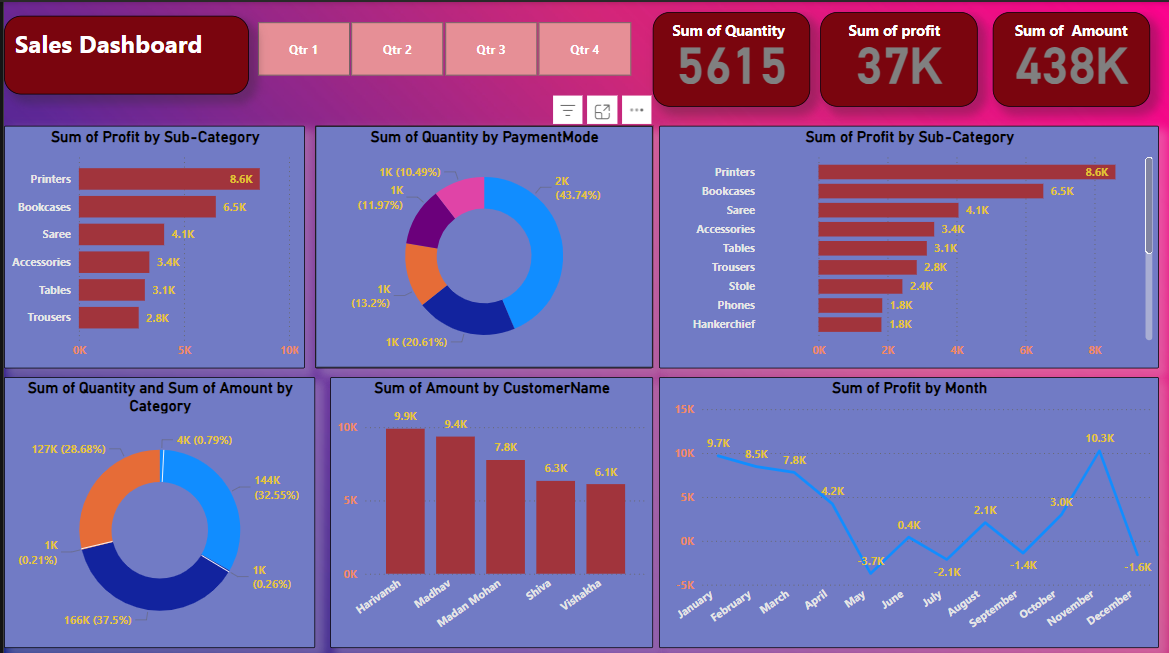 Sales Dashboard
Qtr 1
Qtr 2
Qtr 3
Qtr 4
Sum of Quantity
5615
Sum of profit
37K
Sum of Amount
438K
Sum of Profit by Sub-Category
Printers
8.6K
Bookcases
6.5K
Saree
4.1K
Accessories
3.4K
Tables
3.1K
Trousers
2.8K
0K
5K
10K
Sum of Quantity by PaymentMode
1K (10.49%)
2K
(43.74%)
1K
(11.97%)
1K
(13.2%)
1K (20.61%)
Sum of Profit by Sub-Category
Printers
8.6K
Bookcases
6.5K
Saree
4.1K
Accessories
3.4K
Tables
3.1K
Trousers
2.8K
Stole
2.4K
Phones
1.8K
Hankerchief
1.8K
0K
2K
4K
6K
8K
Sum of Quantity and Sum of Amount by
Category
127K (28.68%)
4K (0.79%)
144K
(32.55%)
1K
(0.21%)
1K
(0.26%)
166K (37.5%)
Sum of Amount by CustomerName
10K
5K
0K
9.9K
9.4K
7.8K
6.3K
6.1K
Harivansh
Madhav
Madan Mohan
Shiva
Vishakha
Sum of Profit by Month
15K
10K
5K
0K
-5K
9.7K
8.5K
7.8K
4.2K
-3.7K
0.4K
-2.1K
2.1K
-1.4K
3.0K
10.3K
-1.6K
January
February
March
April
May
June
July
August
September
October
November
December